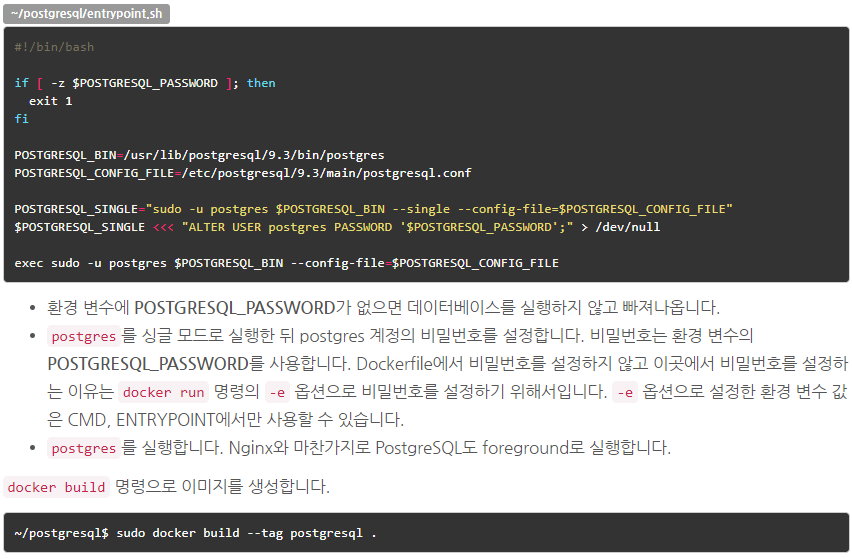 ~/postgresql/entrypoint.sh
#!/bin/bash
if [ -z $POSTGRESQL_PASSWORD ]; then
  exit 1
fi
POSTGRESQL_BIN=/usr/lib/postgresql/9.3/bin/postgres
POSTGRESQL_CONFIG_FILE=/etc/postgresql/9.3/main/postgresql.conf
POSTGRESQL_SINGLE="sudo -u postgres $POSTGRESQL_BIN --single --config-file=$POSTGRESQL_CONFIG_FILE"
$POSTGRESQL_SINGLE <<< "ALTER USER postgres PASSWORD '$POSTGRESQL_PASSWORD';" > /dev/null
exec sudo -u postgres $POSTGRESQL_BIN --config-file=$POSTGRESQL_CONFIG_FILE
• 환경 변수에 POSTGRESQL_PASSWORD가 없으면 데이터베이스를 실행하지 않고 빠져나옵니다.
• postgres 를 싱글 모드로 실행한 뒤 postgres 계정의 비밀번호를 설정합니다. 비밀번호는 환경 변수의
POSTGRESQL_PASSWORD를 사용합니다. Dockerfile에서 비밀번호를 설정하지 않고 이곳에서 비밀번호를 설정하
는 이유는 docker run 명령의 -e 옵션으로 비밀번호를 설정하기 위해서입니다. -e 옵션으로 설정한 환경 변수 값
은 CMD, ENTRYPOINT에서만 사용할 수 있습니다.
• postgres 를 실행합니다. Nginx와 마찬가지로 PostgreSQL도 foreground로 실행합니다.
docker build 명령으로 이미지를 생성합니다.
~/postgresql$ sudo docker build --tag postgresql .